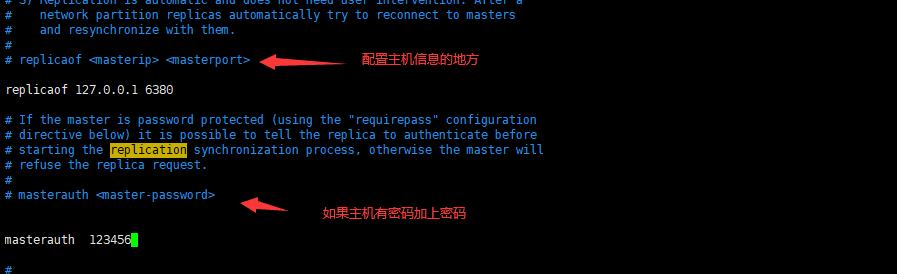 # 3) Replication is automatic and does not need user intervention. After a
#    network partition replicas automatically try to reconnect to masters
#    and resynchronize with them.
#
# replicaof <masterip> <masterport>
配置主机信息的地方
replicaof 127.0.0.1 6380
# If the master is password protected (using the "requirepass" configuration
# directive below) it is possible to tell the replica to authenticate before
# starting the replication synchronization process, otherwise the master will
# refuse the replica request.
#
# masterauth <master-password>
如果主机有密码加上密码
masterauth  123456
#